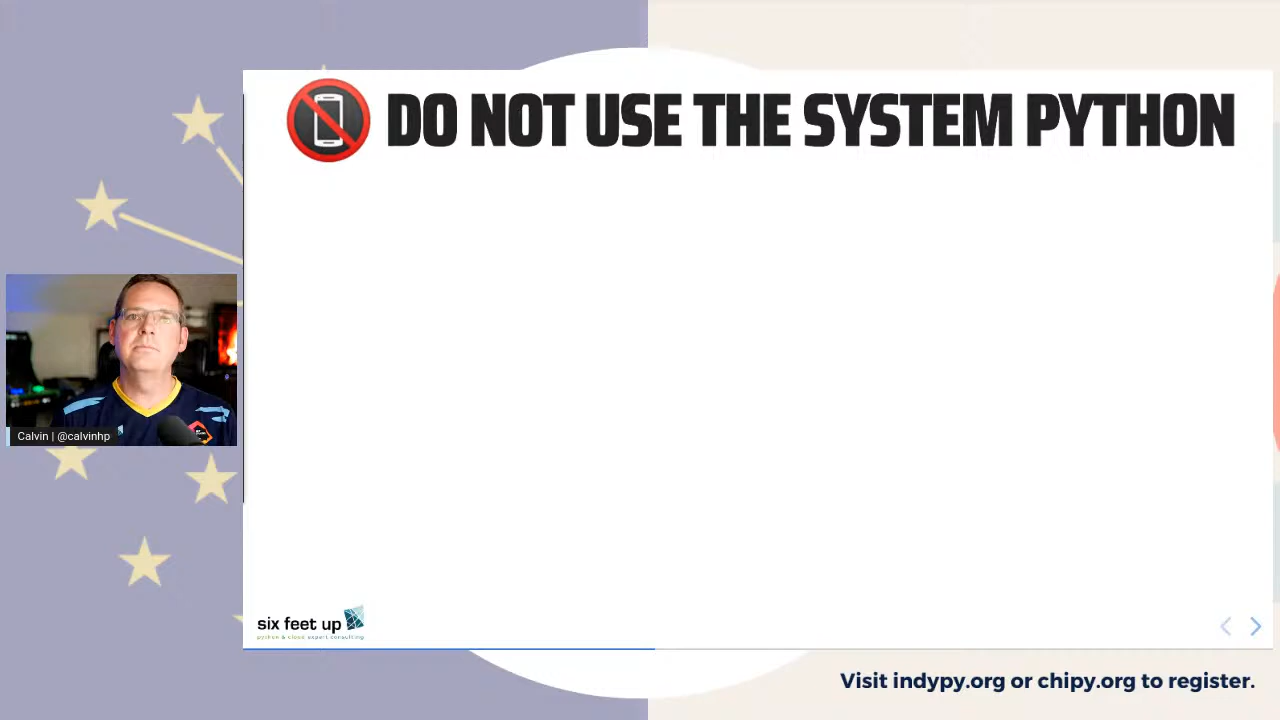 DO NOT USE THE SYSTEM PYTHON
Calvin | @calvinhp
six feet up
python & cloud expert consulting
Visit indypy.org or chipy.org to register.